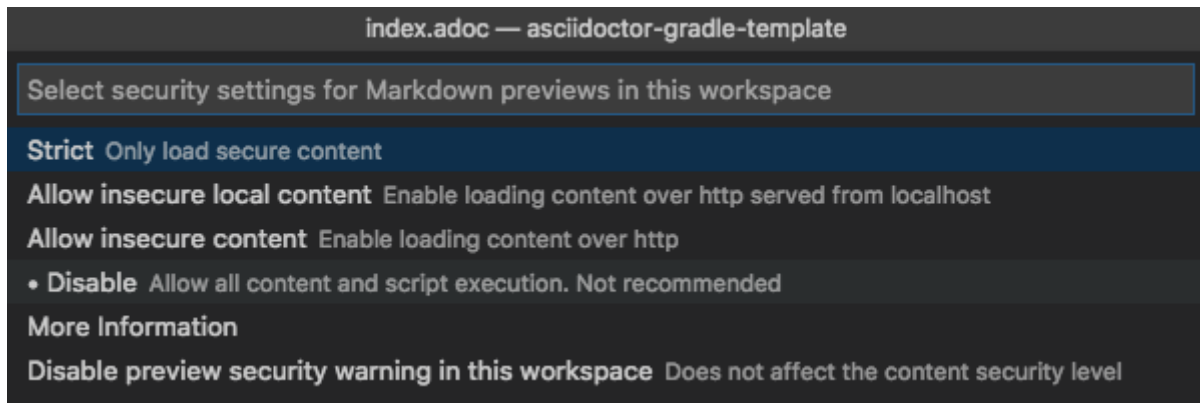 index.adoc — asciidoctor-gradle-template
Select security settings for Markdown previews in this workspace
Strict Only load secure content
Allow insecure local content Enable loading content over http served from localhost
Allow insecure content Enable loading content over http
• Disable Allow all content and script execution. Not recommended
More Information
Disable preview security warning in this workspace Does not affect the content security level